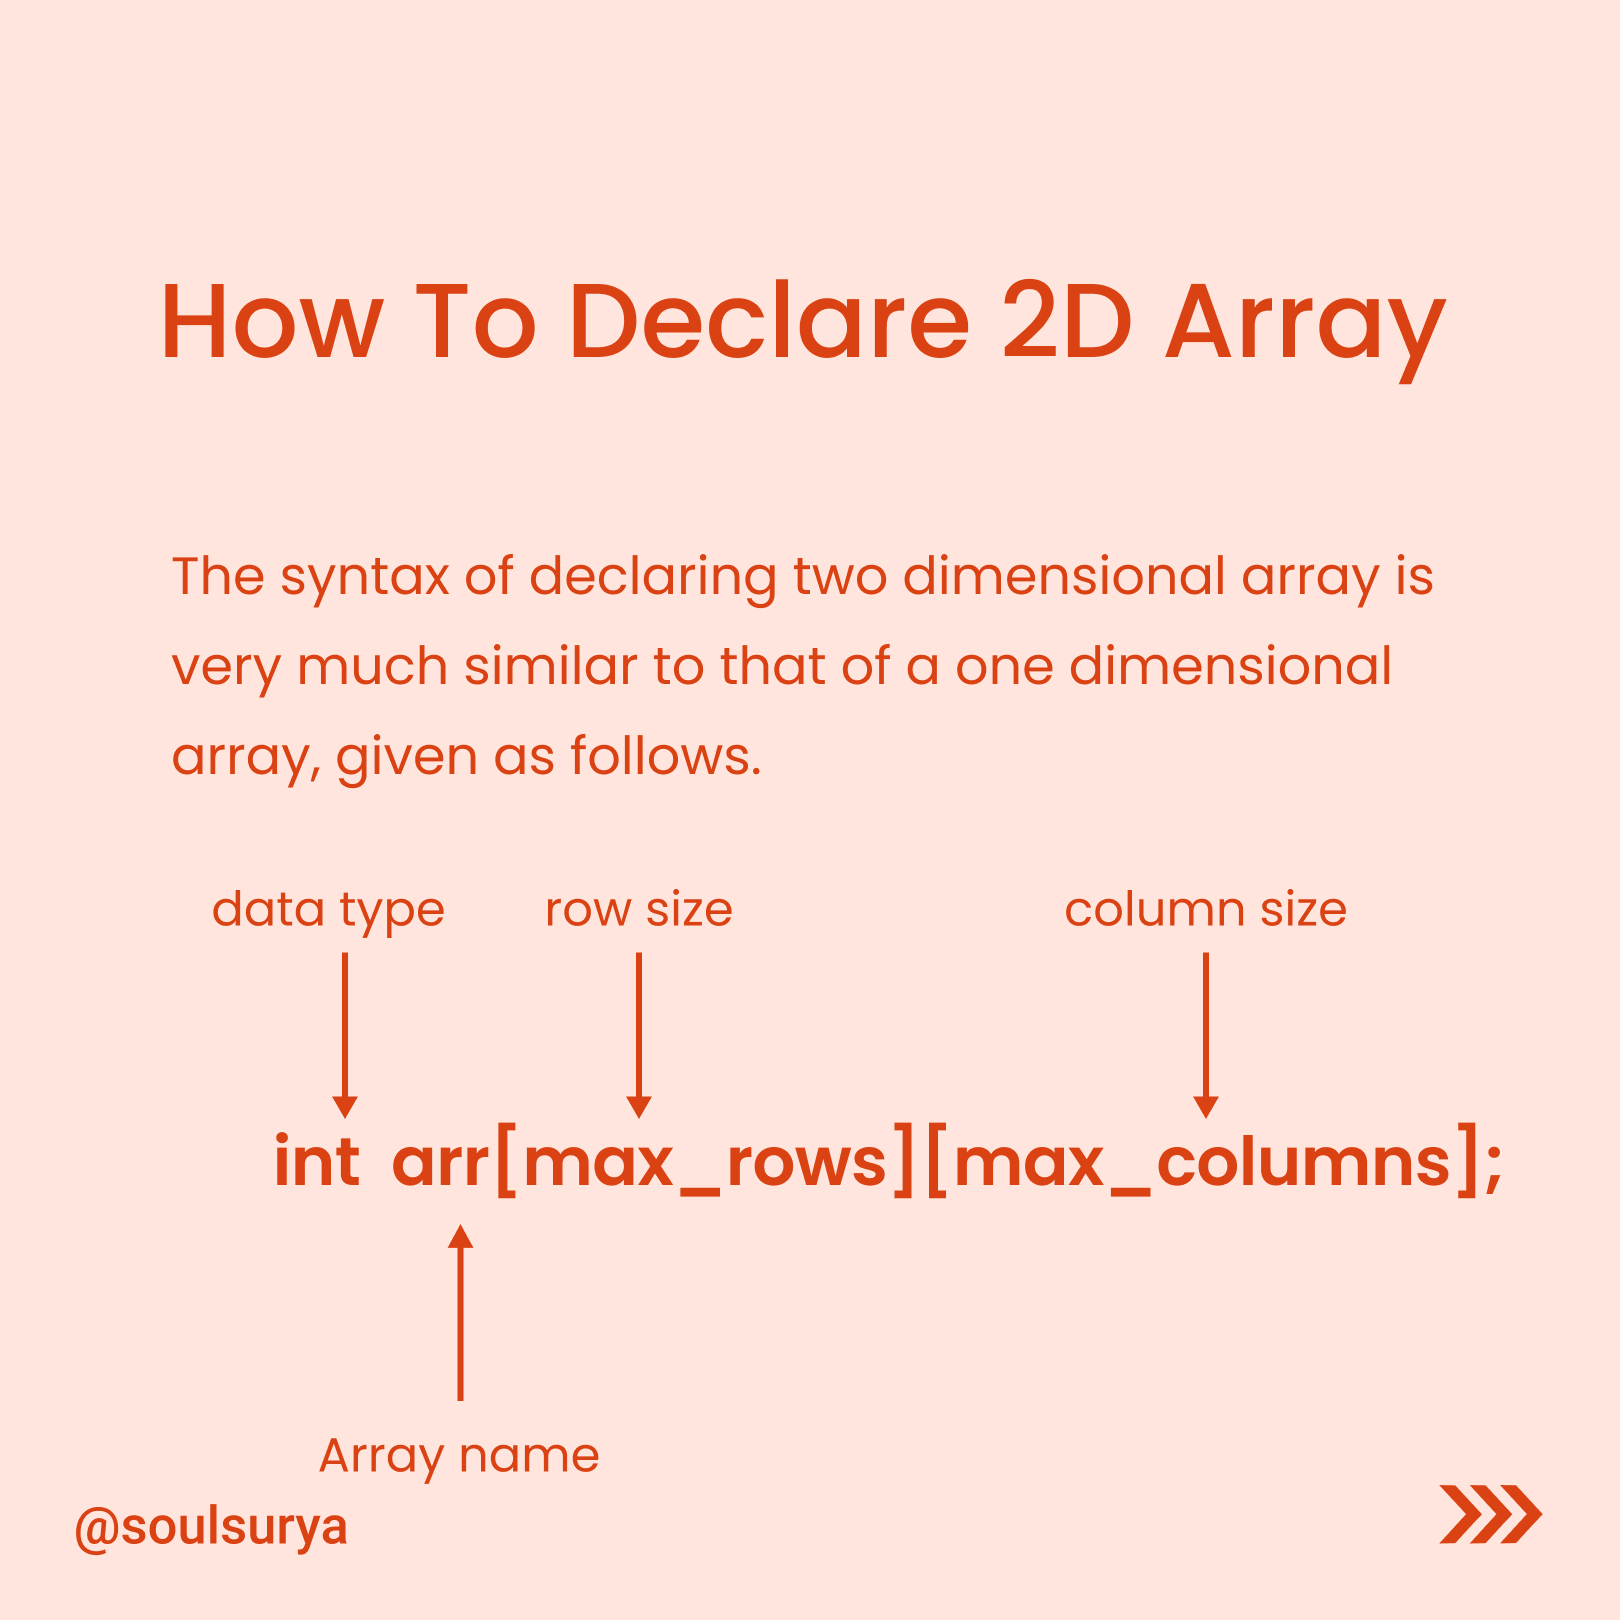 How To Declare 2D Array
The syntax of declaring two dimensional array is
very much similar to that of a one dimensional
array, given as follows.
data type row size column size
int arr[max_rows][max_columns];
Array name
@soulsurya